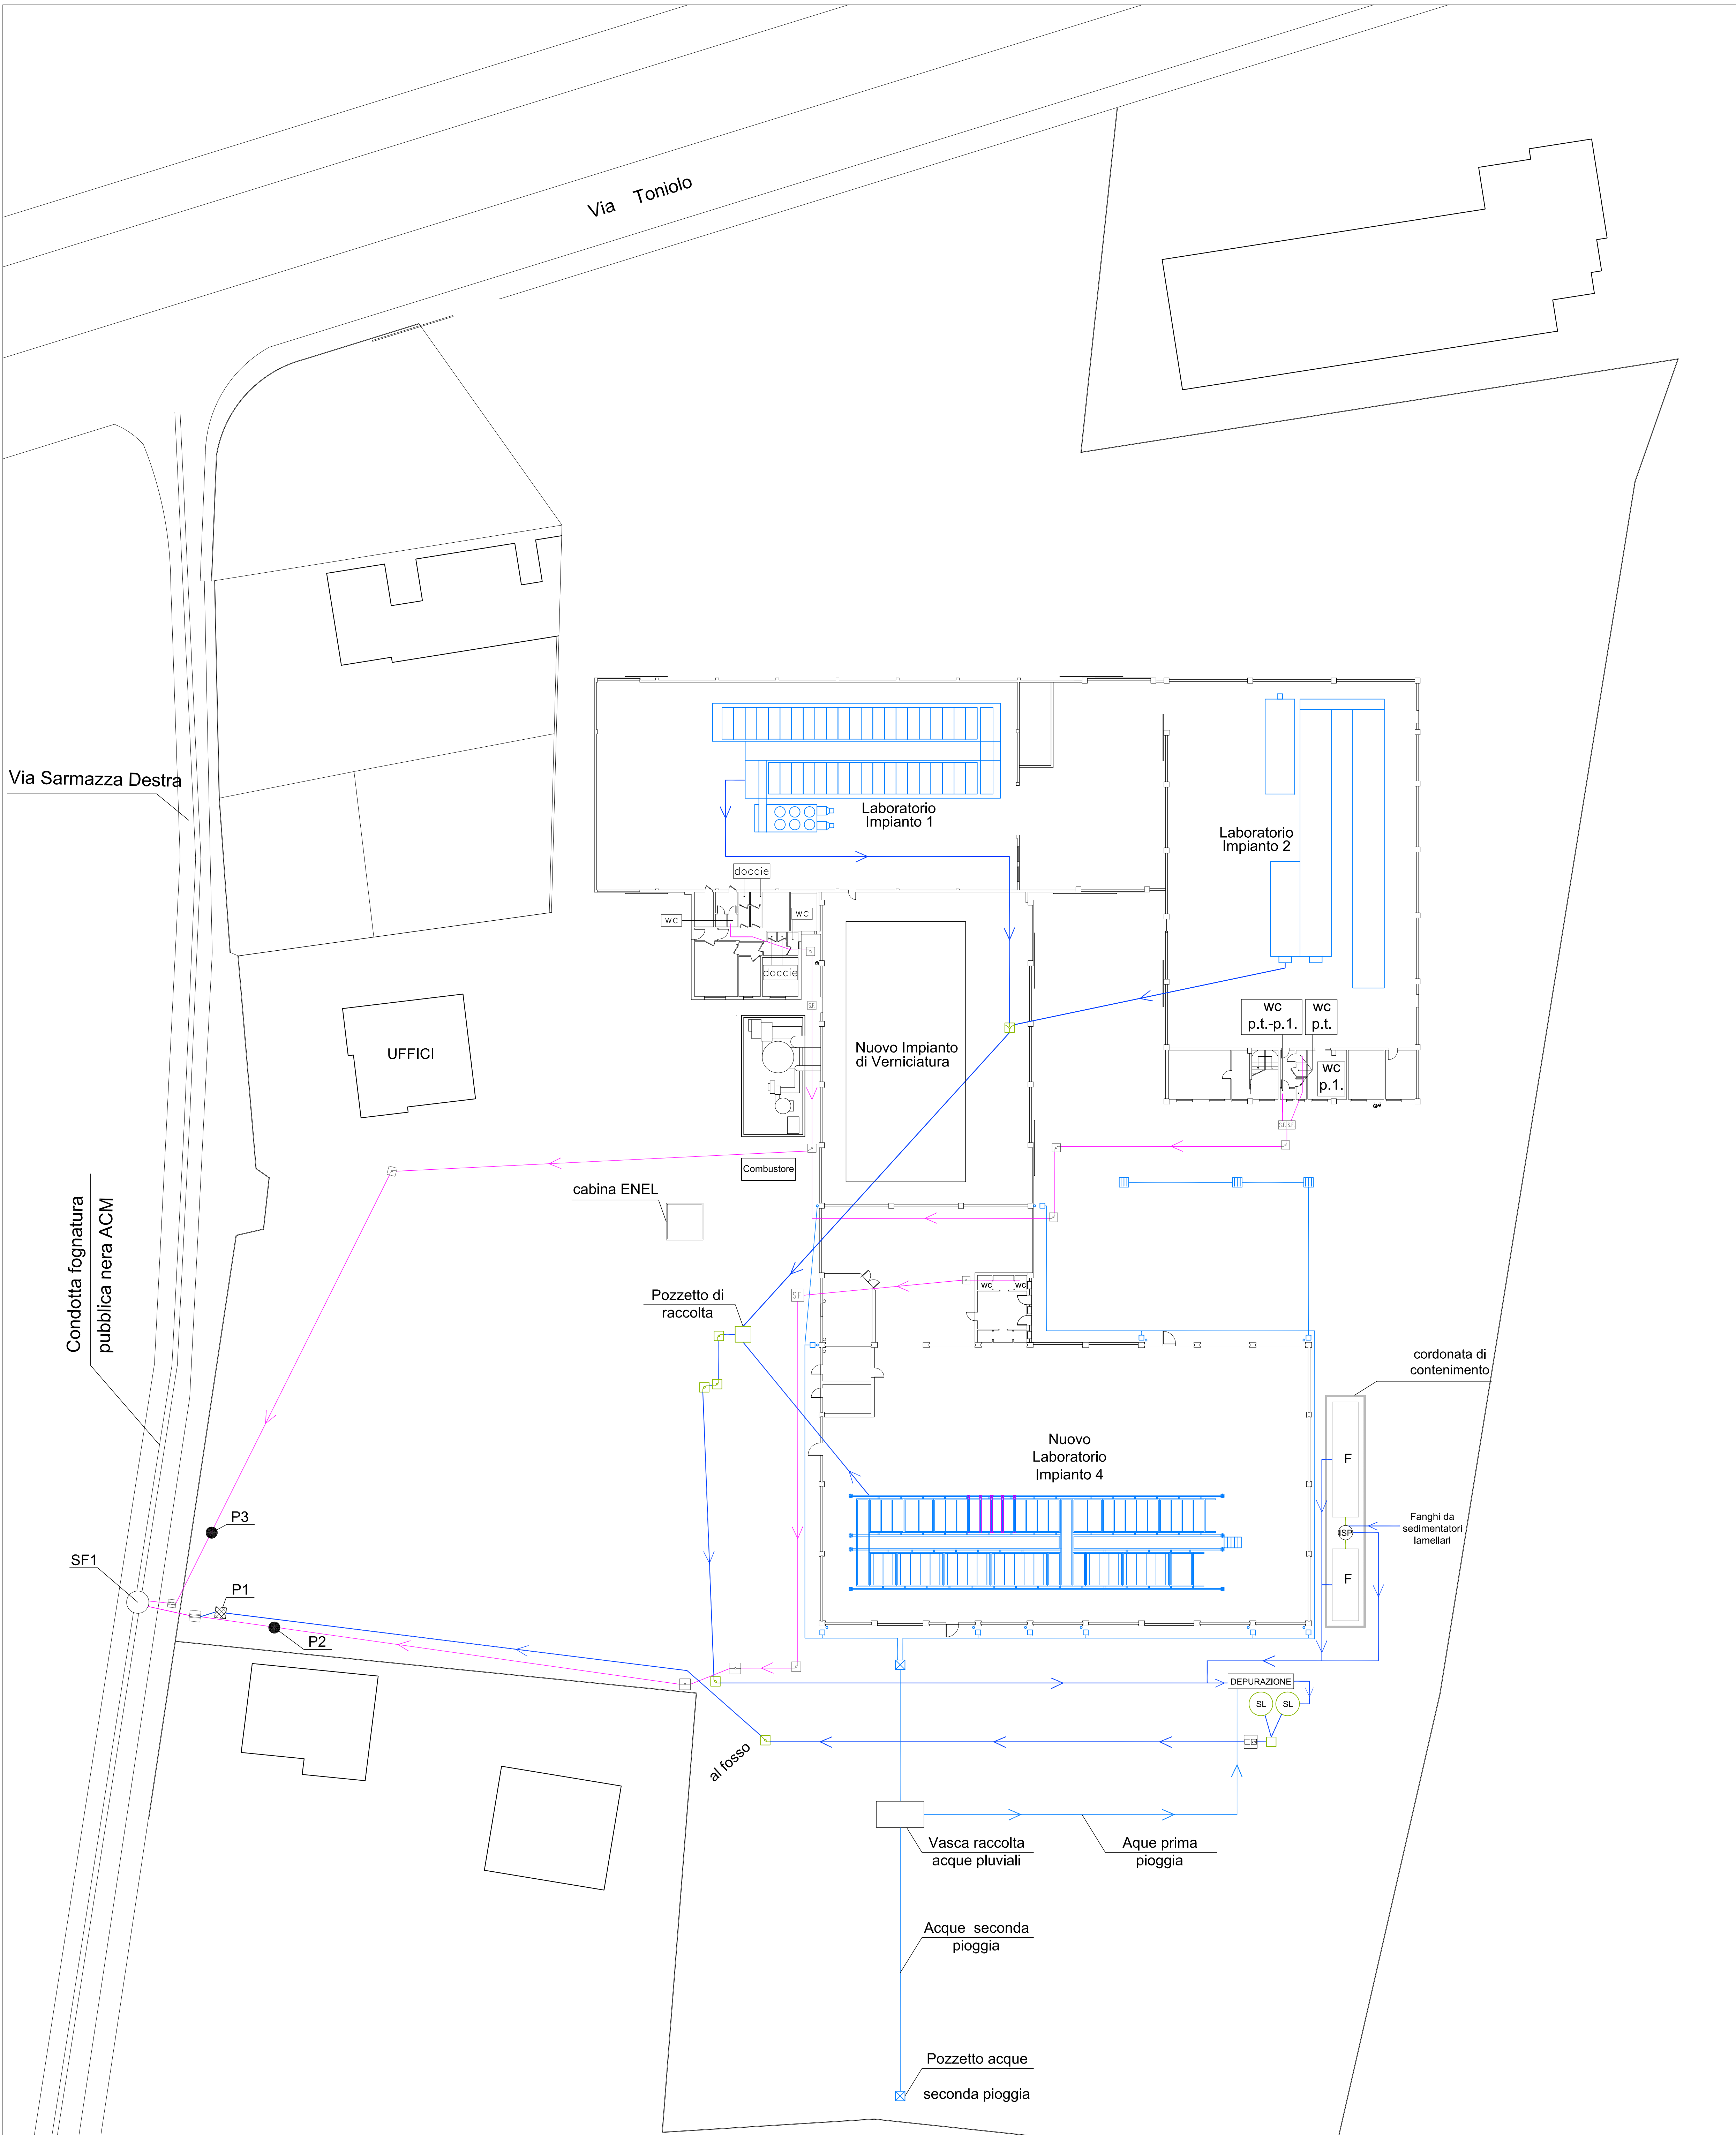 Via Toniolo
Via Sarmazza Destra
Laboratorio
Impianto 1
Laboratorio
Impianto 2
doccie
WC
WC
doccie
S.F.
UFFICI
Nuovo Impianto
di Verniciatura
wc
p.t.-p.1.
wc
p.t.
wc
p.1.
S.F.
S.F.
Combustore
cabina ENEL
Condotta fognatura
pubblica nera ACM
Pozzetto di
raccolta
S.F.
wc
wc
cordonata di
contenimento
Nuovo
Laboratorio
Impianto 4
F
ISP
Fanghi da
sedimentatori
lamellari
F
P3
SF1
P1
P2
DEPURAZIONE
SL
SL
al fosso
Vasca raccolta
acque pluviali
Aque prima
pioggia
Acque seconda
pioggia
Pozzetto acque
seconda pioggia